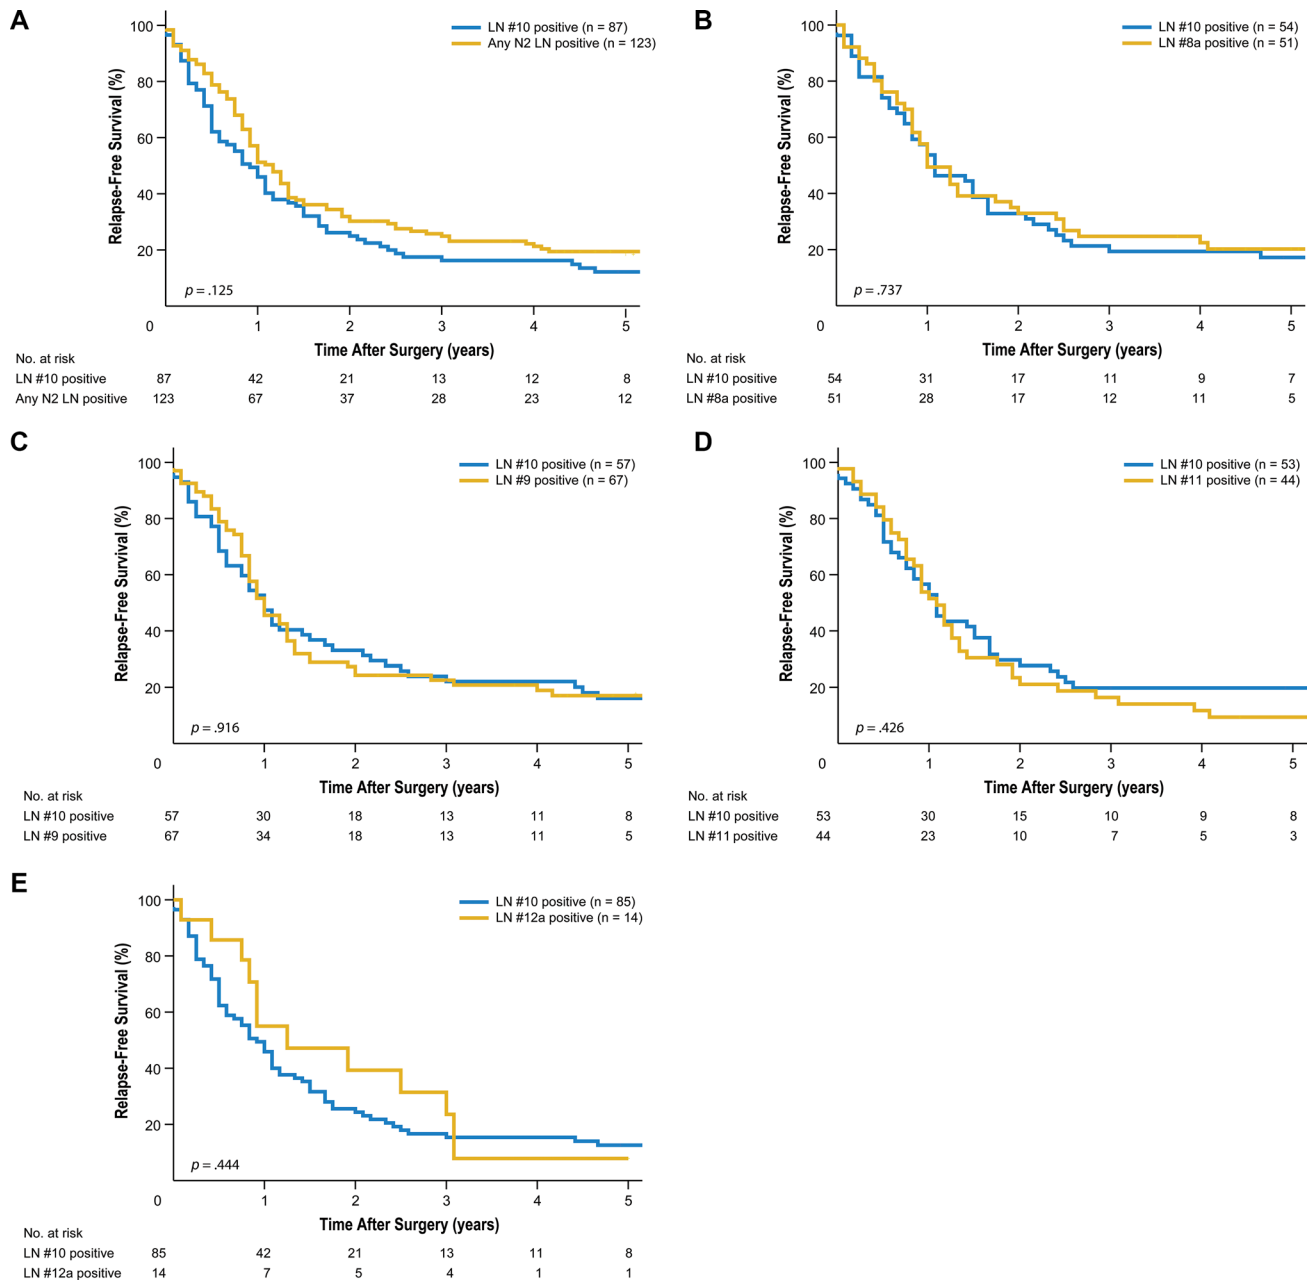 A
LN #10 positive (n = 87)
Any N2 LN positive (n = 123)
Relapse-Free Survival (%)
100
80
60
40
20
p = .125
0 1 2 3 4 5
Time After Surgery (years)
No. at risk
LN #10 positive 87 42 21 13 12 8
Any N2 LN positive 123 67 37 28 23 12
B
LN #10 positive (n = 54)
LN #8a positive (n = 51)
Relapse-Free Survival (%)
100
80
60
40
20
p = .737
0 1 2 3 4 5
Time After Surgery (years)
No. at risk
LN #10 positive 54 31 17 11 9 7
LN #8a positive 51 28 17 12 11 5
C
LN #10 positive (n = 57)
LN #9 positive (n = 67)
Relapse-Free Survival (%)
100
80
60
40
20
p = .916
0 1 2 3 4 5
Time After Surgery (years)
No. at risk
LN #10 positive 57 30 18 13 11 8
LN #9 positive 67 34 18 13 11 5
D
LN #10 positive (n = 53)
LN #11 positive (n = 44)
Relapse-Free Survival (%)
100
80
60
40
20
p = .426
0 1 2 3 4 5
Time After Surgery (years)
No. at risk
LN #10 positive 53 30 15 10 9 8
LN #11 positive 44 23 10 7 5 3
E
LN #10 positive (n = 85)
LN #12a positive (n = 14)
Relapse-Free Survival (%)
100
80
60
40
20
p = .444
0 1 2 3 4 5
Time After Surgery (years)
No. at risk
LN #10 positive 85 42 21 13 11 8
LN #12a positive 14 7 5 4 1 1